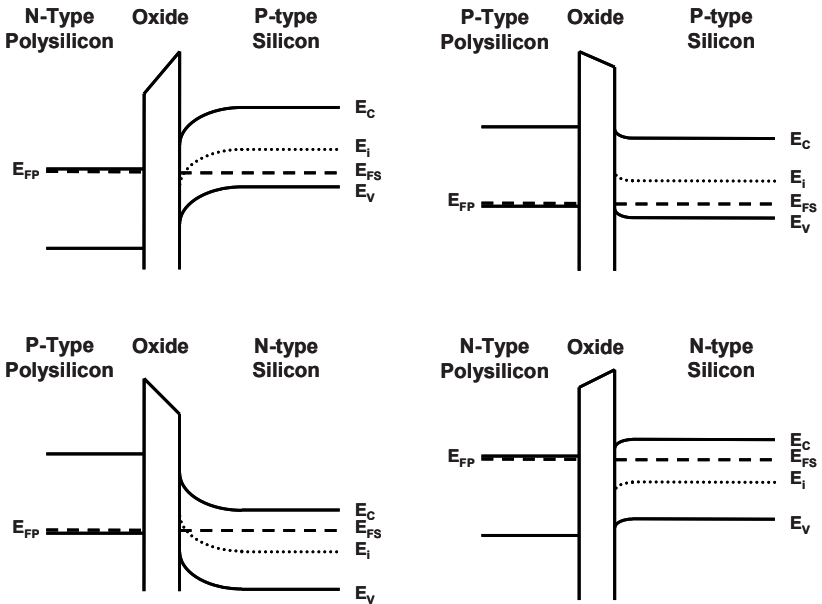 N-Type Polysilicon
Oxide
P-type Silicon
E_C
E_i
E_FP
E_FS
E_V
P-Type Polysilicon
Oxide
P-type Silicon
E_C
E_i
E_FP
E_FS
E_V
P-Type Polysilicon
Oxide
N-type Silicon
E_C
E_FP
E_FS
E_i
E_V
N-Type Polysilicon
Oxide
N-type Silicon
E_C
E_FP
E_FS
E_i
E_V